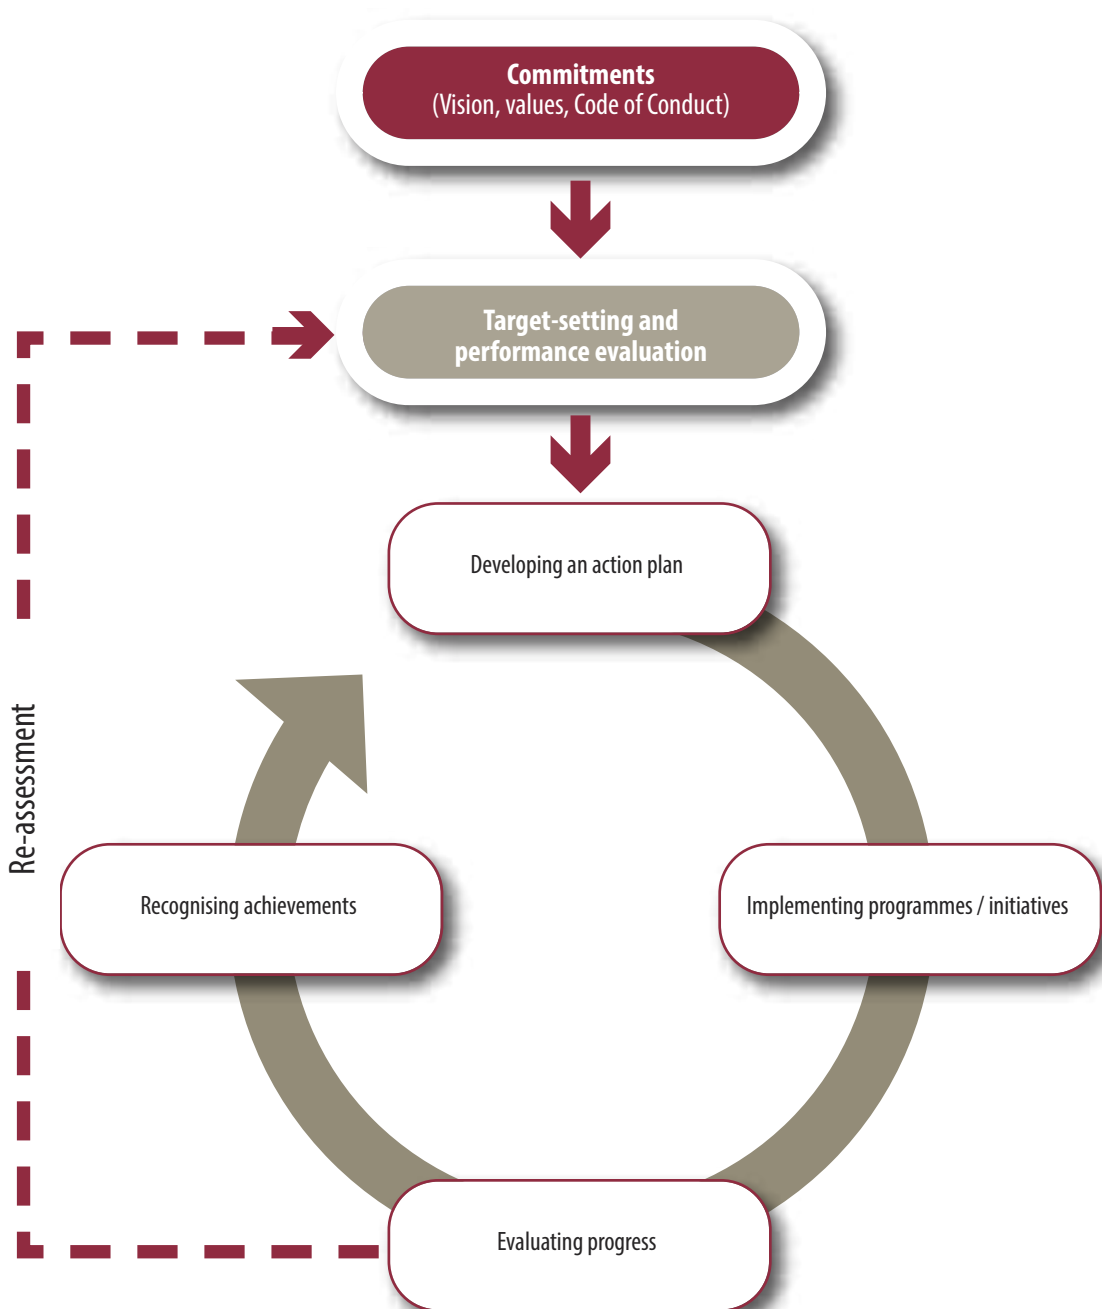 Commitments
(Vision, values, Code of Conduct)
Target-setting and
performance evaluation
Developing an action plan
Re-assessment
Recognising achievements
Implementing programmes / initiatives
Evaluating progress